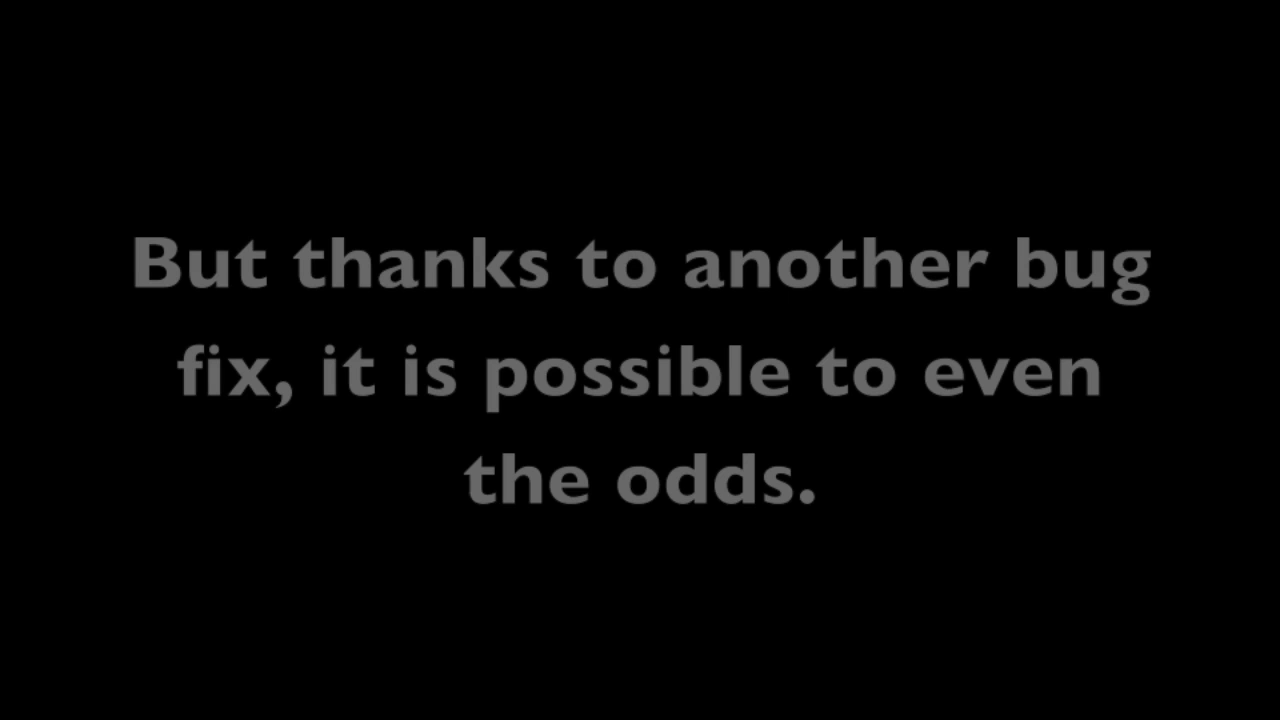 But thanks to another bug
fix, it is possible to even
the odds.